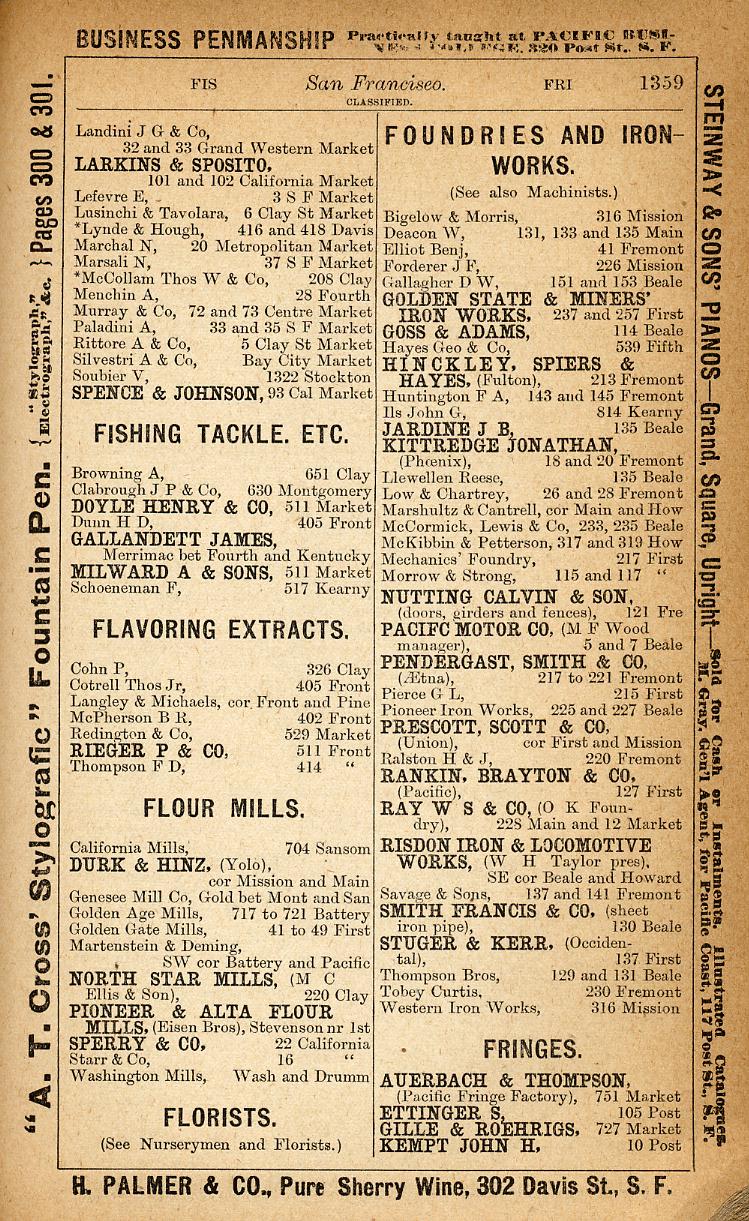 BUSINESS PENMANSHIP Practically taught at PACIFIC BUSI-
NESS COLLEGE, 320 Post St., S. F.
FIS San Francisco. FRI 1359
CLASSIFIED.
Landini J G & Co,
32 and 33 Grand Western Market
LARKINS & SPOSITO,
101 and 102 California Market
Lefevre E, 3 S F Market
Lusinchi & Tavolara, 6 Clay St Market
*Lynde & Hough, 416 and 418 Davis
Marchal N, 20 Metropolitan Market
Marsali N, 37 S F Market
*McCollam Thos W & Co, 208 Clay
Menchin A, 28 Fourth
Murray & Co, 72 and 73 Centre Market
Paladini A, 33 and 35 S F Market
Rittore A & Co, 5 Clay St Market
Silvestri A & Co, Bay City Market
Soubier V, 1322 Stockton
SPENCE & JOHNSON, 93 Cal Market
FISHING TACKLE. ETC.
Browning A, 651 Clay
Clabrough J P & Co, 630 Montgomery
DOYLE HENRY & CO, 511 Market
Dunn H D, 405 Front
GALLANDETT JAMES,
Merrimac bet Fourth and Kentucky
MILWARD A & SONS, 511 Market
Schoeneman F, 517 Kearny
FLAVORING EXTRACTS.
Cohn P, 326 Clay
Cotrell Thos Jr, 405 Front
Langley & Michaels, cor Front and Pine
McPherson B R, 402 Front
Redington & Co, 529 Market
RIEGER P & CO, 511 Front
Thompson F D, 414 "
FLOUR MILLS.
California Mills, 704 Sansom
DURK & HINZ, (Yolo),
cor Mission and Main
Genesee Mill Co, Gold bet Mont and San
Golden Age Mills, 717 to 721 Battery
Golden Gate Mills, 41 to 49 First
Martenstein & Deming,
SW cor Battery and Pacific
NORTH STAR MILLS, (M C
Ellis & Son), 220 Clay
PIONEER & ALTA FLOUR
MILLS, (Eisen Bros), Stevenson nr 1st
SPERRY & CO, 22 California
Starr & Co, 16 "
Washington Mills, Wash and Drumm
FLORISTS.
(See Nurserymen and Florists.)
FOUNDRIES AND IRON-
WORKS.
(See also Machinists.)
Bigelow & Morris, 316 Mission
Deacon W, 131, 133 and 135 Main
Elliot Benj, 41 Fremont
Forderer J F, 226 Mission
Gallagher D W, 151 and 153 Beale
GOLDEN STATE & MINERS'
IRON WORKS, 237 and 257 First
GOSS & ADAMS, 114 Beale
Hayes Geo & Co, 539 Fifth
HINCKLEY, SPIERS &
HAYES, (Fulton), 213 Fremont
Huntington F A, 143 and 145 Fremont
Ils John G, 814 Kearny
JARDINE J B, 135 Beale
KITTREDGE JONATHAN,
(Phœnix), 18 and 20 Fremont
Llewellen Reese, 135 Beale
Low & Chartrey, 26 and 28 Fremont
Marshultz & Cantrell, cor Main and How
McCormick, Lewis & Co, 233, 235 Beale
McKibbin & Petterson, 317 and 319 How
Mechanics' Foundry, 217 First
Morrow & Strong, 115 and 117 "
NUTTING CALVIN & SON,
(doors, girders and fences), 121 Fre
PACIFC MOTOR CO, (M F Wood
manager), 5 and 7 Beale
PENDERGAST, SMITH & CO,
(Ætna), 217 to 221 Fremont
Pierce G L, 215 First
Pioneer Iron Works, 225 and 227 Beale
PRESCOTT, SCOTT & CO,
(Union), cor First and Mission
Ralston H & J, 220 Fremont
RANKIN, BRAYTON & CO,
(Pacific), 127 First
RAY W S & CO, (O K Foun-
dry), 228 Main and 12 Market
RISDON IRON & LOCOMOTIVE
WORKS, (W H Taylor pres),
SE cor Beale and Howard
Savage & Sons, 137 and 141 Fremont
SMITH FRANCIS & CO, (sheet
iron pipe), 130 Beale
STUGER & KERR, (Occiden-
tal), 137 First
Thompson Bros, 129 and 131 Beale
Tobey Curtis, 230 Fremont
Western Iron Works, 316 Mission
FRINGES.
AUERBACH & THOMPSON,
(Pacific Fringe Factory), 751 Market
ETTINGER S, 105 Post
GILLE & ROEHRIGS, 727 Market
KEMPT JOHN H, 10 Post
"A. T. Cross' Stylografic" Fountain Pen. { "Stylograph," Electrograph," &c. } Pages 300 & 301.
STEINWAY & SONS' PIANOS—Grand, Square, Upright—Sold for Cash or Instalments. Illustrated Catalogues.
M. Gray, Gen'l Agent, for Pacific Coast, 117 Post St., S. F.
H. PALMER & CO., Pure Sherry Wine, 302 Davis St., S. F.